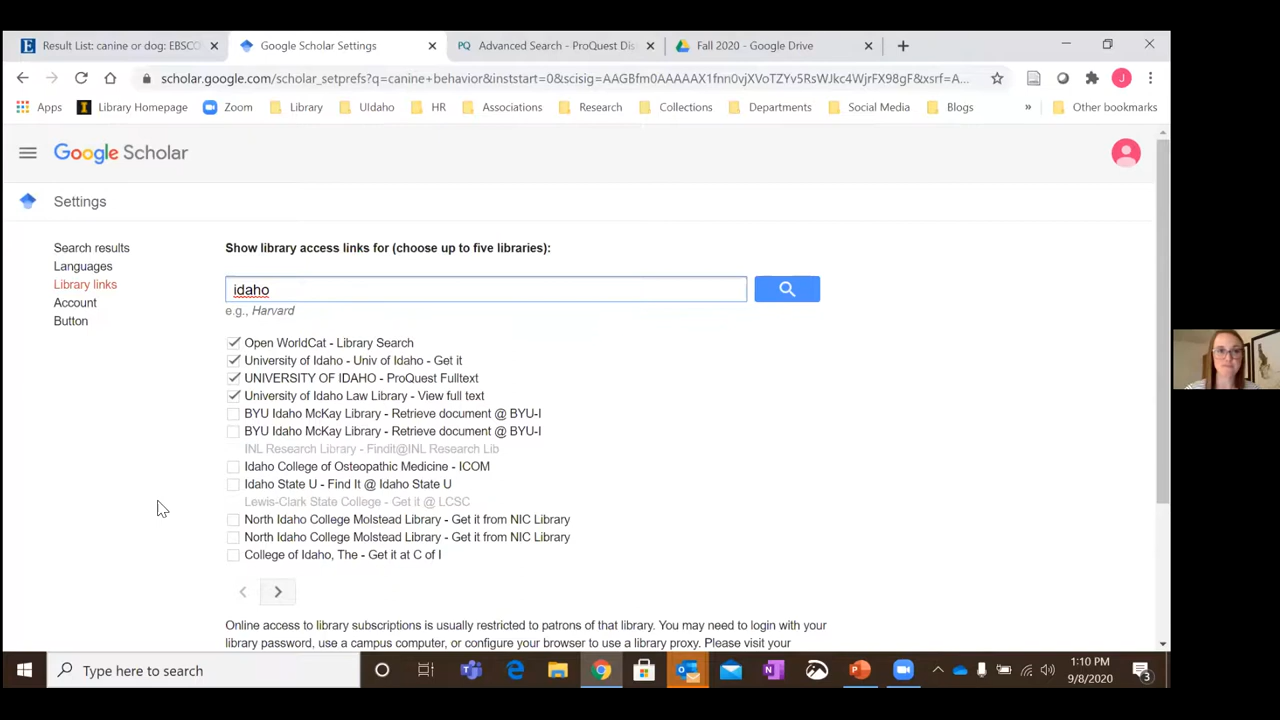 Result List: canine or dog: EBSCO
Google Scholar Settings
PQ Advanced Search - ProQuest Dis
Fall 2020 - Google Drive
scholar.google.com/scholar_setprefs?q=canine+behavior&inststart=0&scisig=AAGBfm0AAAAAX1fnn0vjXVoTZYv5RsWJkc4WjrFX98gF&xsrf=A...
J
Apps
Library Homepage
Zoom
Library
UIdaho
HR
Associations
Research
Collections
Departments
Social Media
Blogs
»
Other bookmarks
Google Scholar
Settings
Search results
Languages
Library links
Account
Button
Show library access links for (choose up to five libraries):
idaho
e.g., Harvard
Open WorldCat - Library Search
University of Idaho - Univ of Idaho - Get it
UNIVERSITY OF IDAHO - ProQuest Fulltext
University of Idaho Law Library - View full text
BYU Idaho McKay Library - Retrieve document @ BYU-I
BYU Idaho McKay Library - Retrieve document @ BYU-I
INL Research Library - Findit@INL Research Lib
Idaho College of Osteopathic Medicine - ICOM
Idaho State U - Find It @ Idaho State U
Lewis-Clark State College - Get it @ LCSC
North Idaho College Molstead Library - Get it from NIC Library
North Idaho College Molstead Library - Get it from NIC Library
College of Idaho, The - Get it at C of I
Online access to library subscriptions is usually restricted to patrons of that library. You may need to login with your
library password, use a campus computer, or configure your browser to use a library proxy. Please visit your
Type here to search
1:10 PM
9/8/2020
3